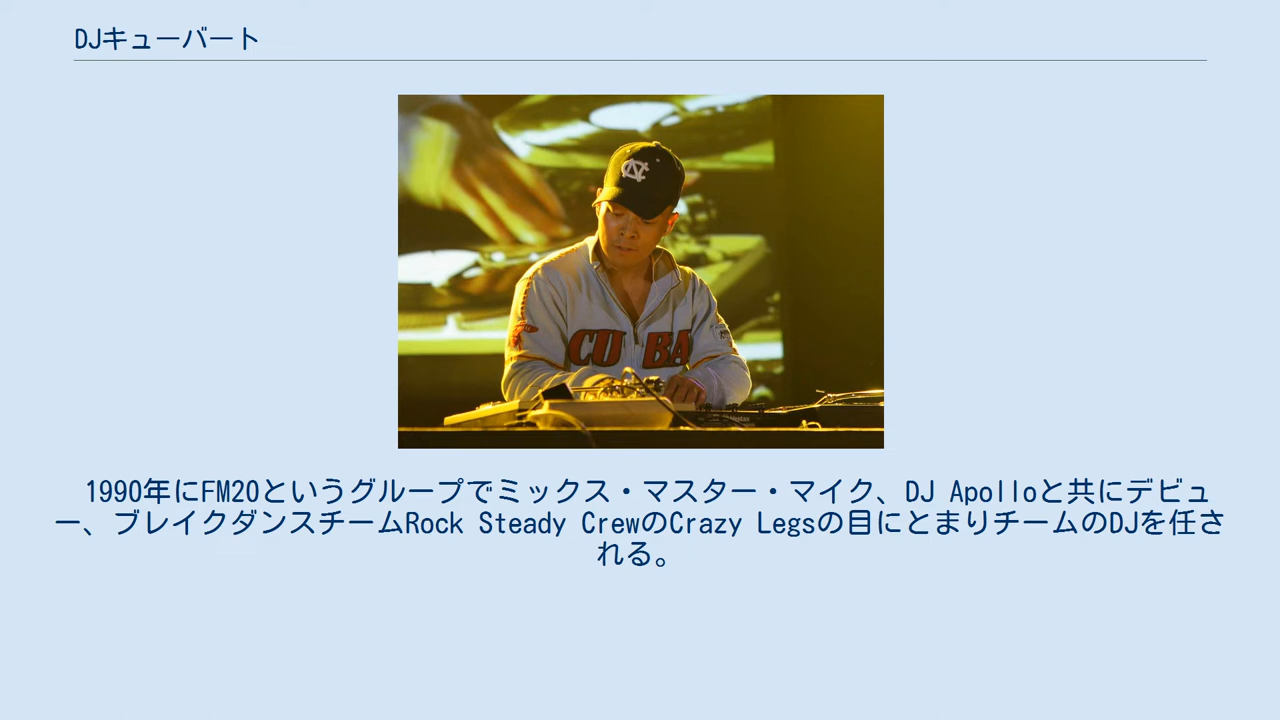 DJキューバート
NC
CU BA
1990年にFM20というグループでミックス・マスター・マイク、DJ Apolloと共にデビュ
ー、ブレイクダンスチームRock Steady CrewのCrazy Legsの目にとまりチームのDJを任さ
れる。